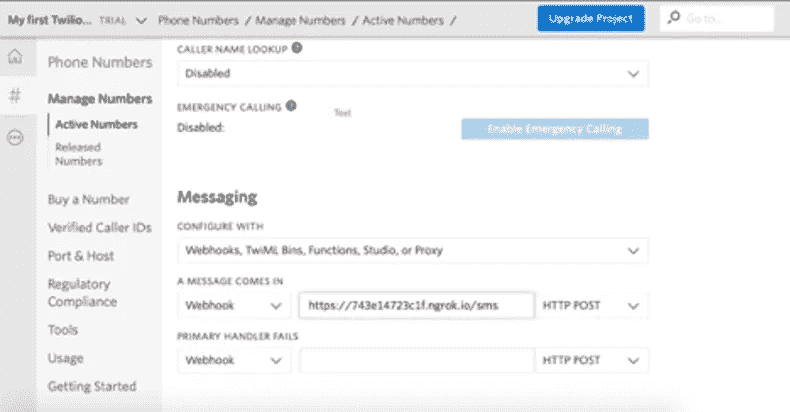 My first Twilio... TRIAL Phone Numbers / Manage Numbers / Active Numbers / Upgrade Project Go to...
Phone Numbers
Manage Numbers
Active Numbers
Released
Numbers
Buy a Number
Verified Caller IDs
Port & Host
Regulatory
Compliance
Tools
Usage
Getting Started
CALLER NAME LOOKUP
Disabled
EMERGENCY CALLING
Text
Disabled:
Enable Emergency Calling
Messaging
CONFIGURE WITH
Webhooks, TwiML Bins, Functions, Studio, or Proxy
A MESSAGE COMES IN
Webhook https://743e14723c1f.ngrok.io/sms HTTP POST
PRIMARY HANDLER FAILS
Webhook HTTP POST